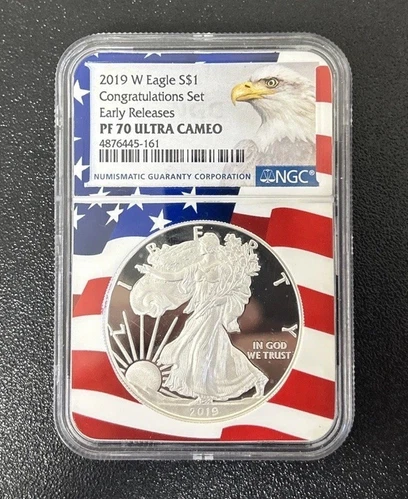 2019 W Eagle S$1
Congratulations Set
Early Releases
PF 70 ULTRA CAMEO
4876445-161
NUMISMATIC GUARANTY CORPORATION
NGC®
LIBERTY
IN GOD
WE TRUST
2019